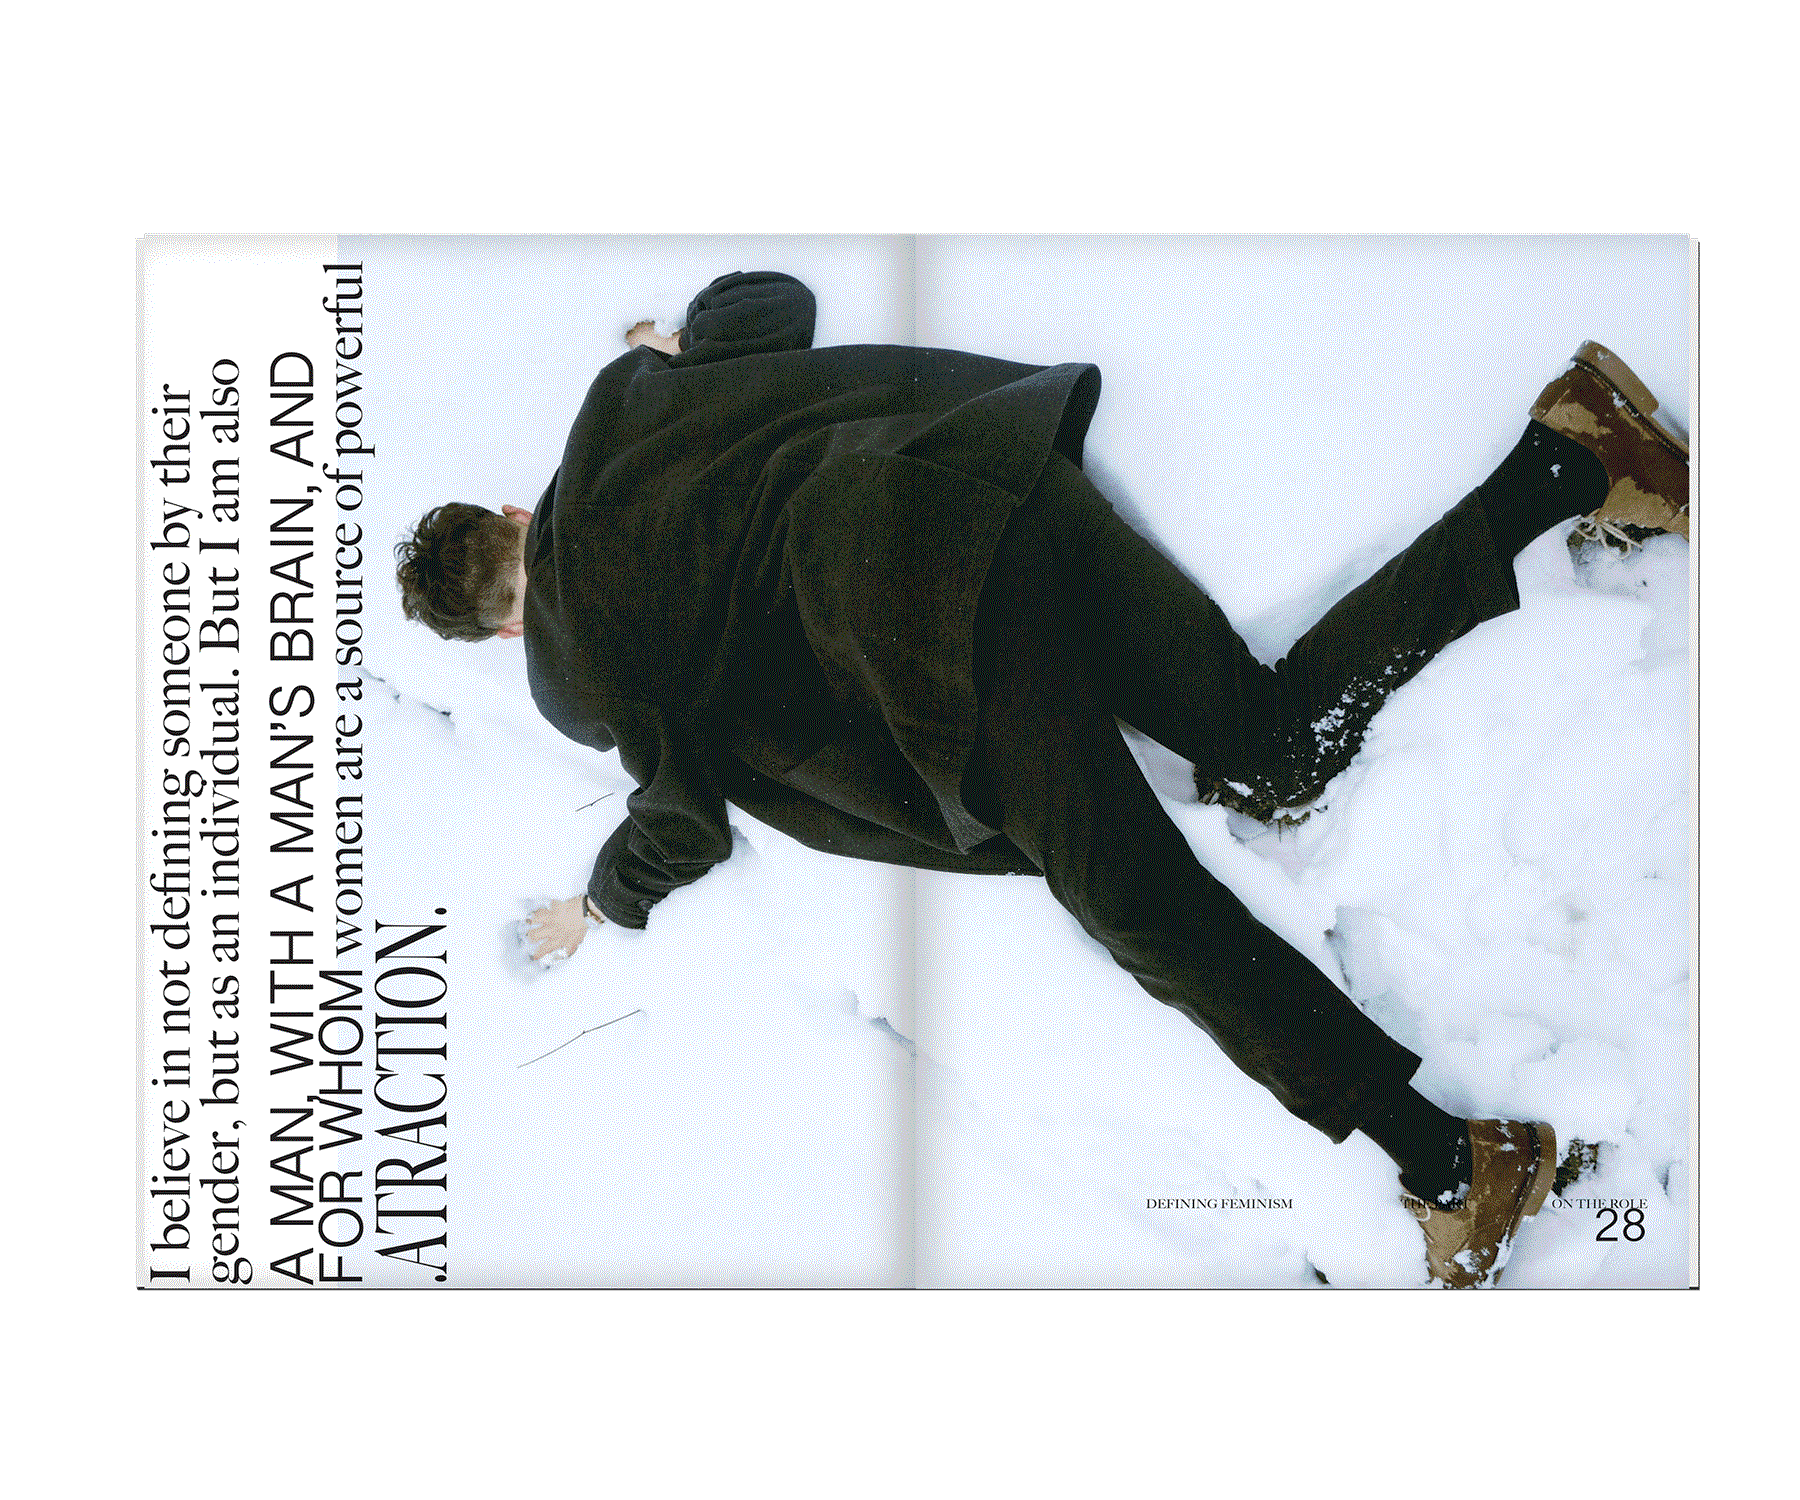 I believe in not defining someone by their
gender, but as an individual. But I am also
A MAN, WITH A MAN’S BRAIN, AND
FOR WHOM women are a source of powerful
.ATRACTION.
DEFINING FEMINISM
ON THE ROLE
28